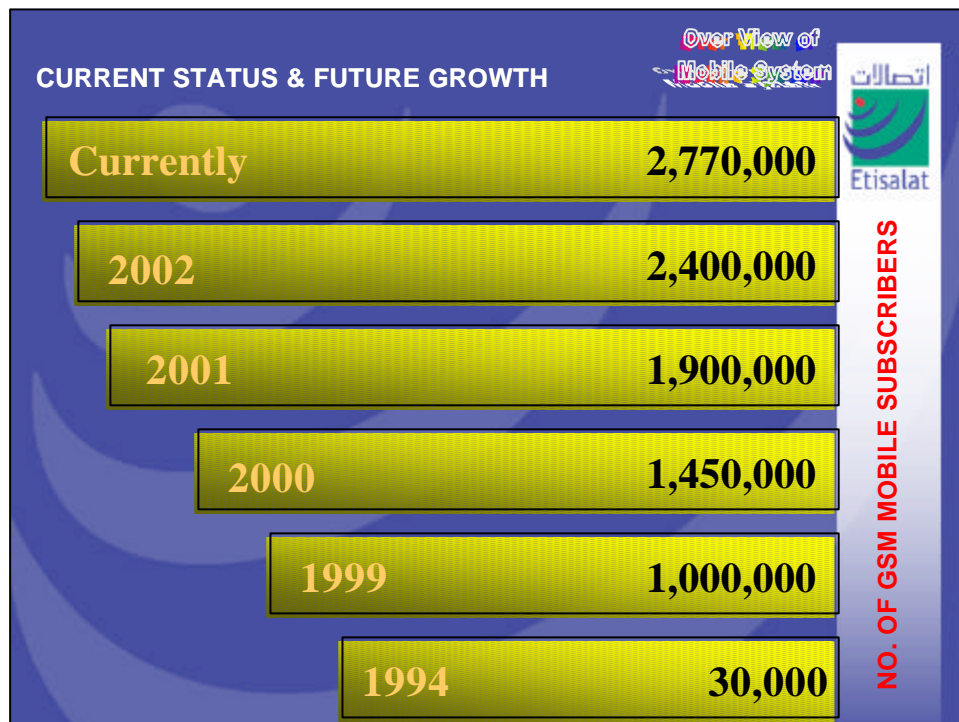 Over View of
Mobile System
CURRENT STATUS & FUTURE GROWTH
اتصالات
Etisalat
Currently 2,770,000
2002 2,400,000
2001 1,900,000
2000 1,450,000
1999 1,000,000
1994 30,000
NO. OF GSM MOBILE SUBSCRIBERS